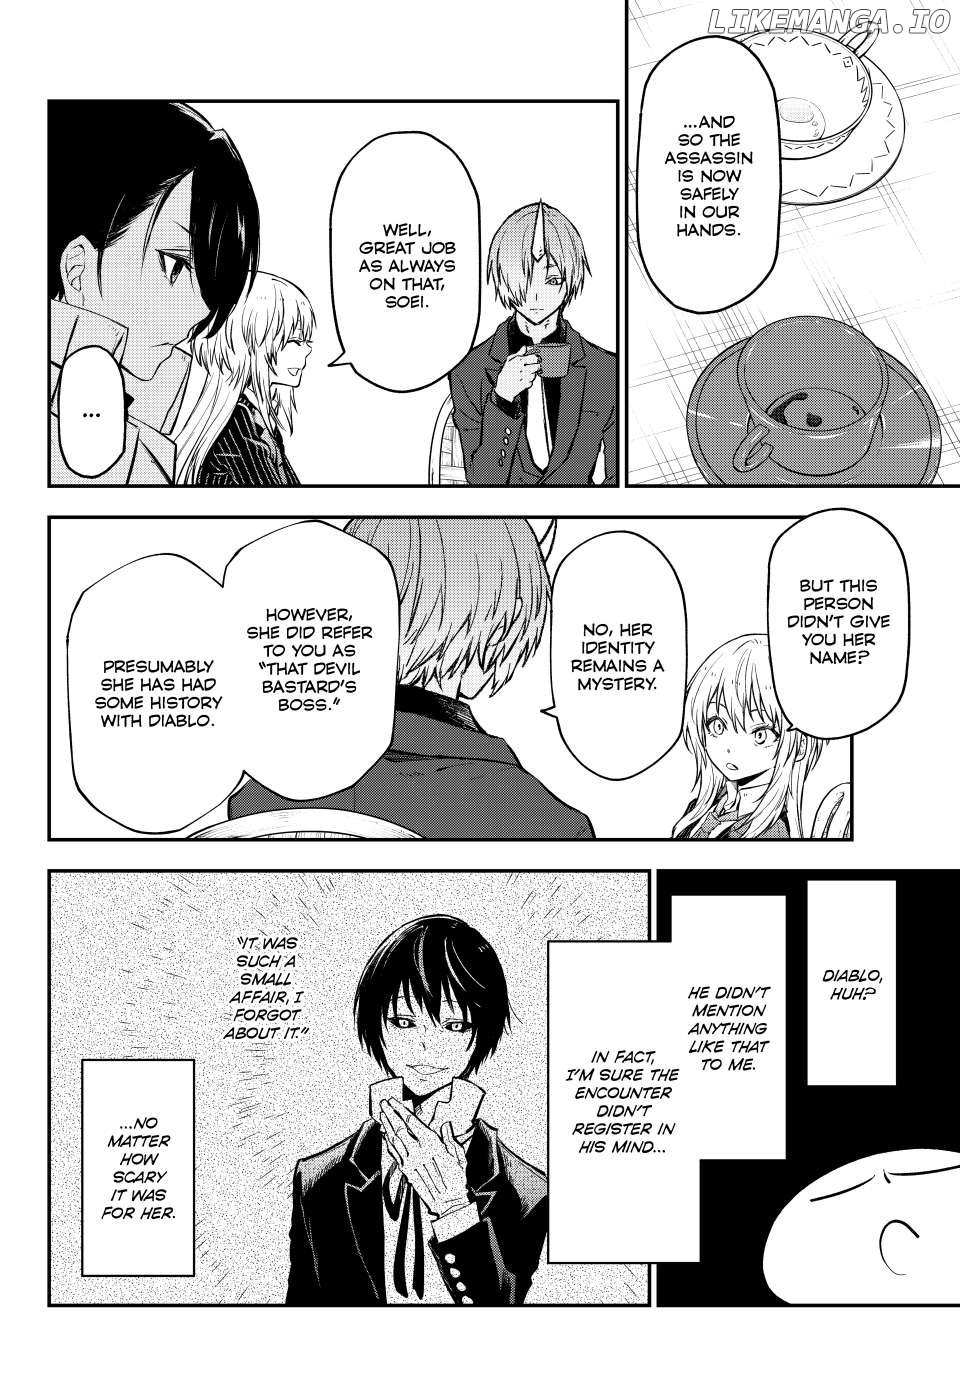 LIKEMANGA.IO
...AND
SO THE
ASSASSIN
IS NOW
SAFELY
IN OUR
HANDS.
WELL,
GREAT JOB
AS ALWAYS
ON THAT,
SOEI.
...
BUT THIS
PERSON
DIDN'T GIVE
YOU HER
NAME?
NO, HER
IDENTITY
REMAINS A
MYSTERY.
HOWEVER,
SHE DID REFER
TO YOU AS
"THAT DEVIL
BASTARD'S
BOSS."
PRESUMABLY
SHE HAS HAD
SOME HISTORY
WITH DIABLO.
DIABLO,
HUH?
HE DIDN'T
MENTION
ANYTHING
LIKE THAT
TO ME.
IN FACT,
I'M SURE THE
ENCOUNTER
DIDN'T
REGISTER IN
HIS MIND...
"IT WAS
SUCH A
SMALL
AFFAIR, I
FORGOT
ABOUT IT."
...NO
MATTER
HOW
SCARY
IT WAS
FOR HER.